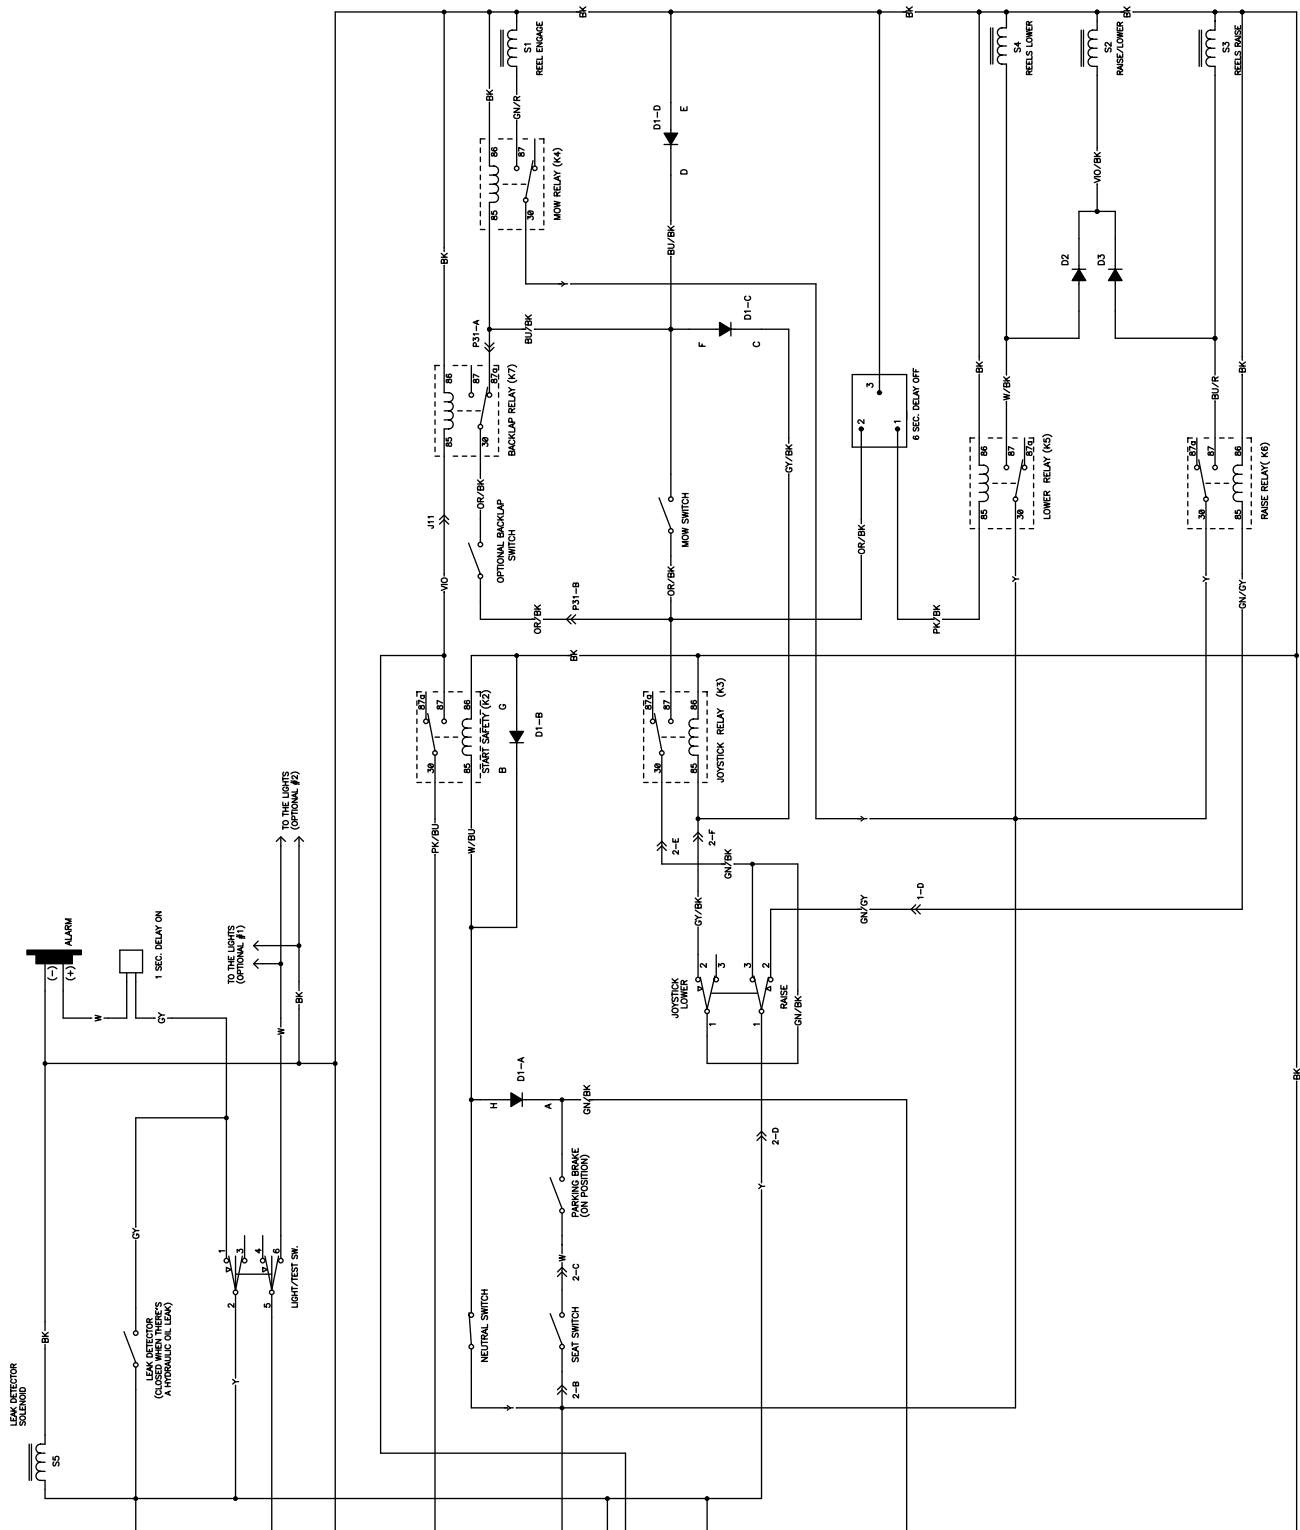 BK
BK
BK
S1
REEL ENGAGE
S4
REELS LOWER
S2
RAISE/LOWER
S3
REELS RAISE
BK
GN/R
D1-D
E
D
86
87
85
30
MOW RELAY (K4)
VIO/BK
BU/BK
BK
D2
D3
P31-A
BU/BK
F
D1-C
C
86
87
87a
85
30
BACKLAP RELAY (K7)
3
2
1
6 SEC. DELAY OFF
BK
W/BK
BU/R
BK
GY/BK
86
87
87a
85
30
LOWER RELAY (K5)
87a
87
86
30
85
RAISE RELAY( K6)
J11
OR/BK
OPTIONAL BACKLAP
SWITCH
MOW SWITCH
OR/BK
VIO
OR/BK
Y
Y
GN/GY
OR/BK
P31-B
PK/BK
BK
87a
87
86
30
85
START SAFETY (K2)
G
D1-B
B
87a
87
86
30
85
JOYSTICK RELAY (K3)
TO THE LIGHTS
(OPTIONAL #2)
PK/BU
W/BU
2-E
2-F
GN/BK
GY/BK
GN/GY
1-D
ALARM
(-)
(+)
1 SEC. DELAY ON
TO THE LIGHTS
(OPTIONAL #1)
W
GY
BK
W
JOYSTICK
LOWER
2
3
1
3
2
1
RAISE
GN/BK
H
D1-A
A
GN/BK
BK
2-D
PARKING BRAKE
(ON POSITION)
Y
GY
1
3
4
6
2
5
LIGHT/TEST SW.
W
2-C
NEUTRAL SWITCH
SEAT SWITCH
2-B
BK
LEAK DETECTOR
(CLOSED WHEN THERE'S
A HYDRAULIC OIL LEAK)
Y
LEAK DETECTOR
SOLENOID
S5